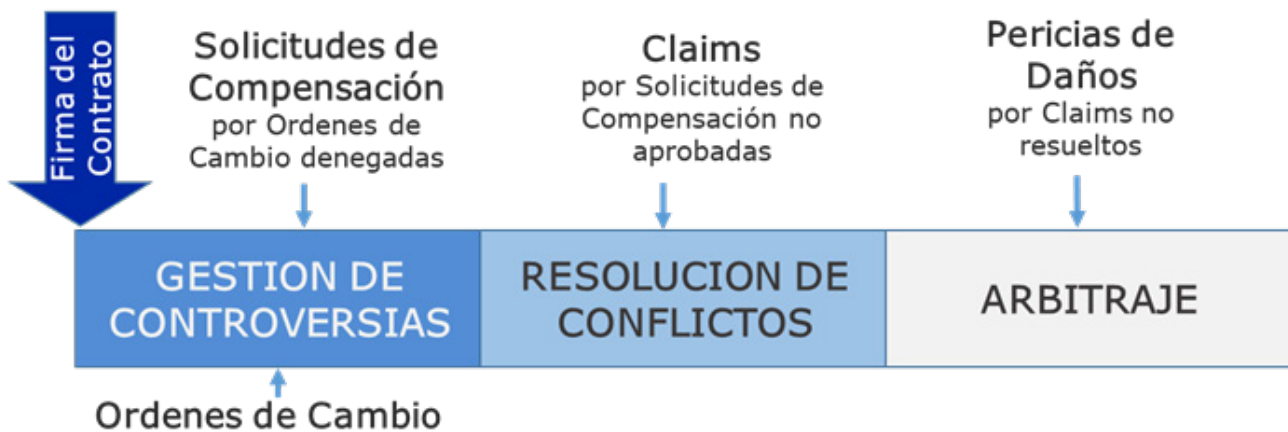 Firma del
Contrato
Solicitudes de
Compensación
por Ordenes de
Cambio denegadas
Claims
por Solicitudes de
Compensación no
aprobadas
Pericias de
Daños
por Claims no
resueltos
GESTION DE
CONTROVERSIAS
RESOLUCION DE
CONFLICTOS
ARBITRAJE
Ordenes de Cambio